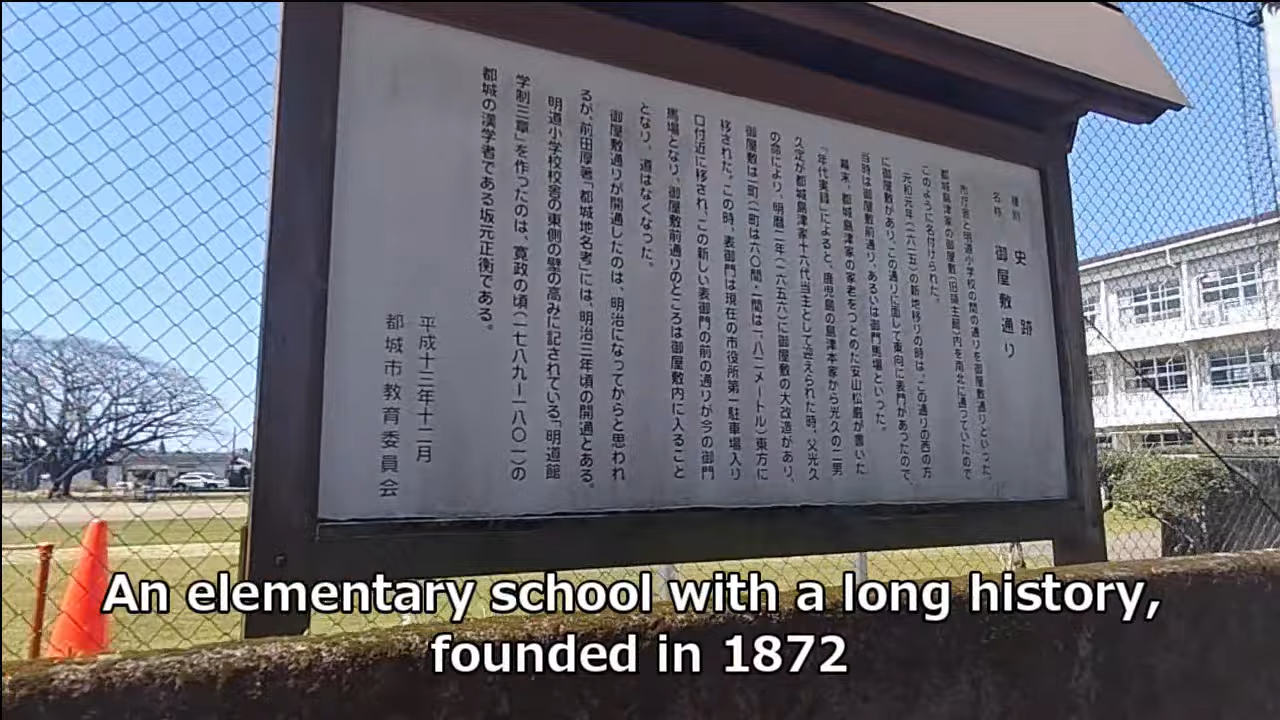 種別 史跡
名称 御屋敷通り
市庁舎と明道小学校の間の通りを御屋敷通りといった。
都城島津家の御屋敷(旧領主館)内を南北に通っていたので
このように名付けられた。
元和元年(一六一五)の新地移りの時は、この通りの西の方
に御屋敷があり、この通りに面して東向に表門があったので、
当時は御屋敷前通り、あるいは御門馬場といった。
幕末、都城島津家の家老をつとめた安山松巌が書いた
「年代実録」によると、鹿児島の島津本家から光久の二男
久定が都城島津家十六代当主として迎えられた時、父光久
の命により、明暦二年(一六五六)に御屋敷の大改造があり、
御屋敷は一町(一町は六〇間・一間は一・八二メートル)東方に
移された。この時、表御門は現在の市役所第一駐車場入り
口付近に移され、この新しい表御門の前の通りが今の御門
馬場となり、御屋敷前通りのところは御屋敷内に入ること
となり、道はなくなった。
御屋敷通りが開通したのは、明治になってからと思われ
るが、前田厚著「都城地名考」には、明治三年頃の開通とある。
明道小学校校舎の東側の壁の高みに記されている「明道館
学制三章」を作ったのは、寛政の頃(一七八九ー一八〇一)の
都城の漢学者である坂元正衡である。
平成十三年十二月
都城市教育委員会
An elementary school with a long history,
founded in 1872